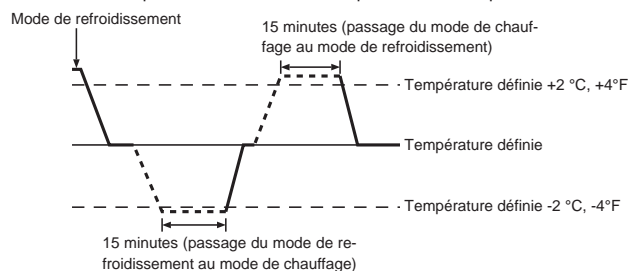 Mode de refroidissement
15 minutes (passage du mode de chauf-
fage au mode de refroidissement)
Température définie +2 °C, +4°F
Température définie
Température définie -2 °C, -4°F
15 minutes (passage du mode de re-
froidissement au mode de chauffage)